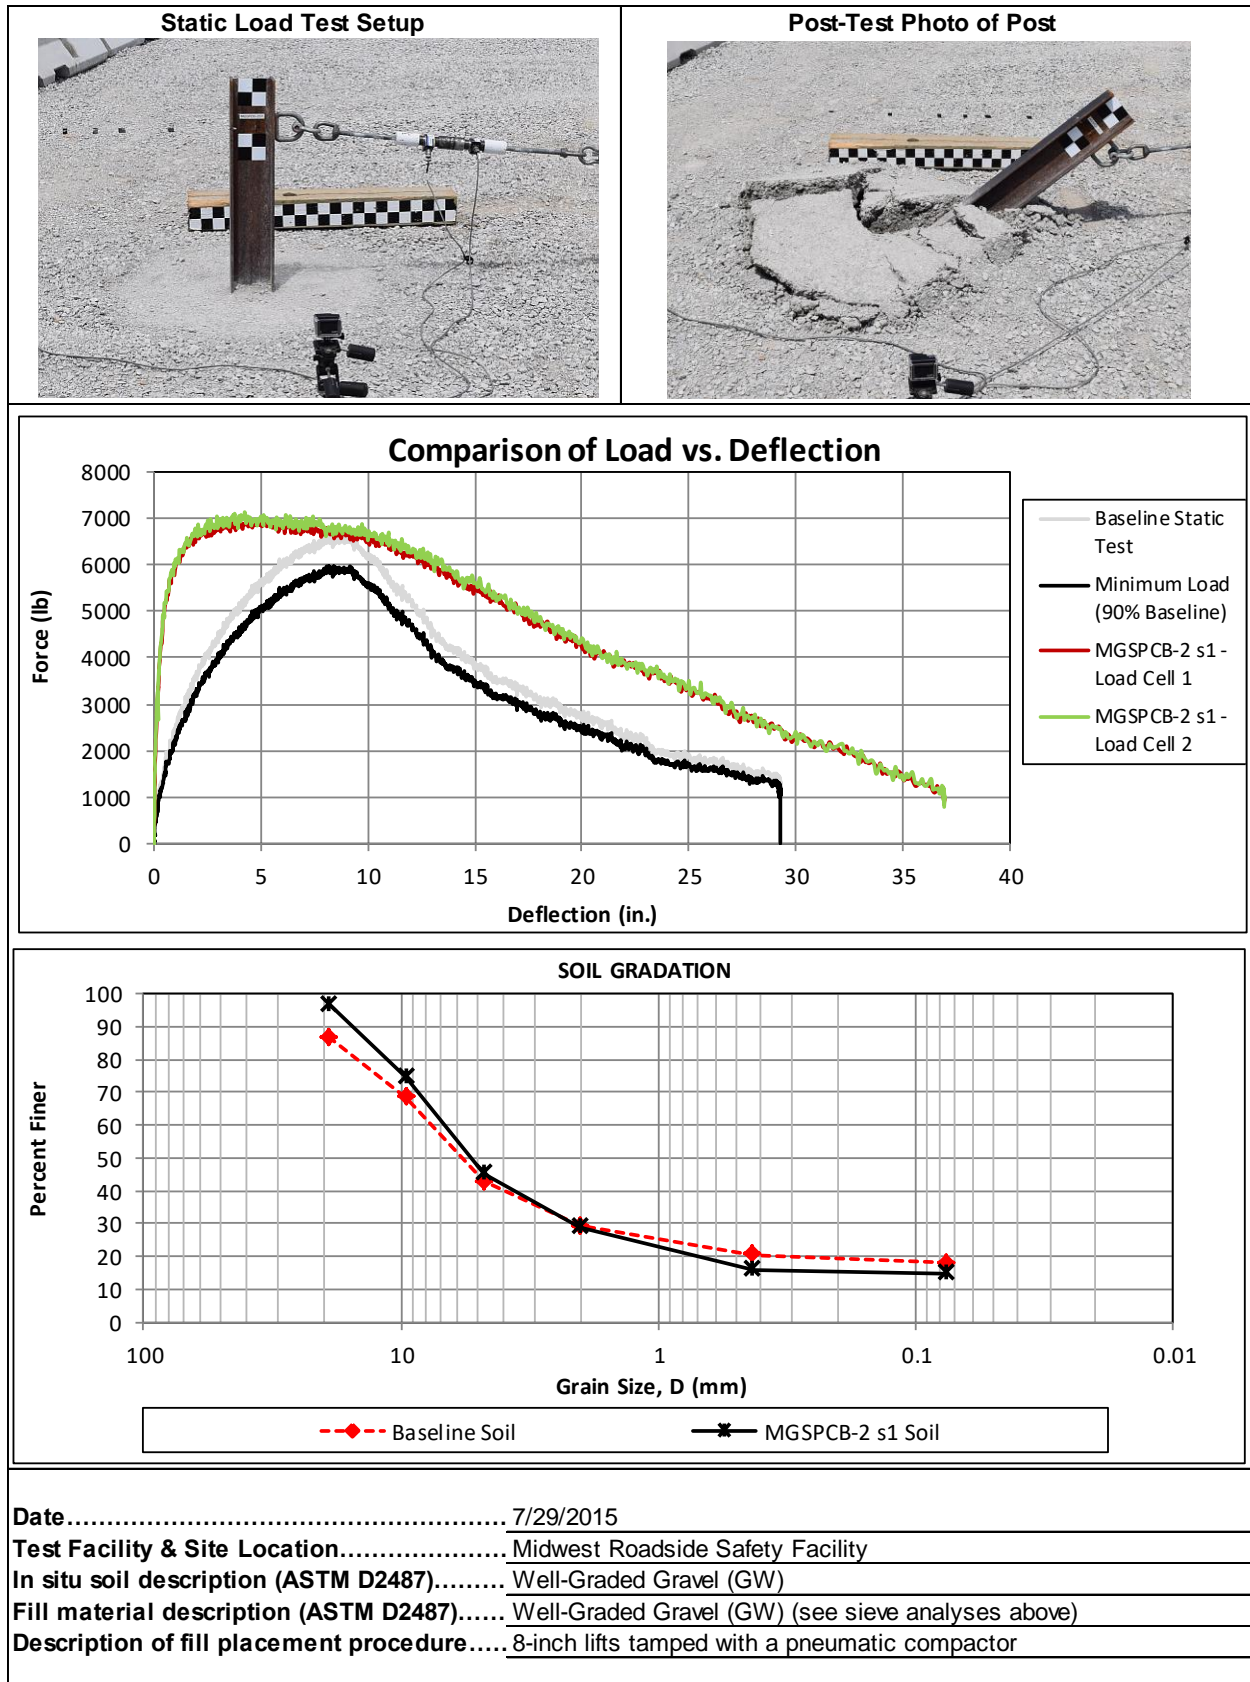 Static Load Test Setup
Post-Test Photo of Post
Comparison of Load vs. Deflection
8000
7000
6000
5000
4000
3000
2000
1000
0
Force (lb)
0 5 10 15 20 25 30 35 40
Deflection (in.)
Baseline Static
Test
Minimum Load
(90% Baseline)
MGSPCB-2 s1 -
Load Cell 1
MGSPCB-2 s1 -
Load Cell 2
SOIL GRADATION
100
90
80
70
60
50
40
30
20
10
0
Percent Finer
100 10 1 0.1 0.01
Grain Size, D (mm)
Baseline Soil
MGSPCB-2 s1 Soil
Date.................................................... 7/29/2015
Test Facility & Site Location.................... Midwest Roadside Safety Facility
In situ soil description (ASTM D2487)......... Well-Graded Gravel (GW)
Fill material description (ASTM D2487)...... Well-Graded Gravel (GW) (see sieve analyses above)
Description of fill placement procedure..... 8-inch lifts tamped with a pneumatic compactor